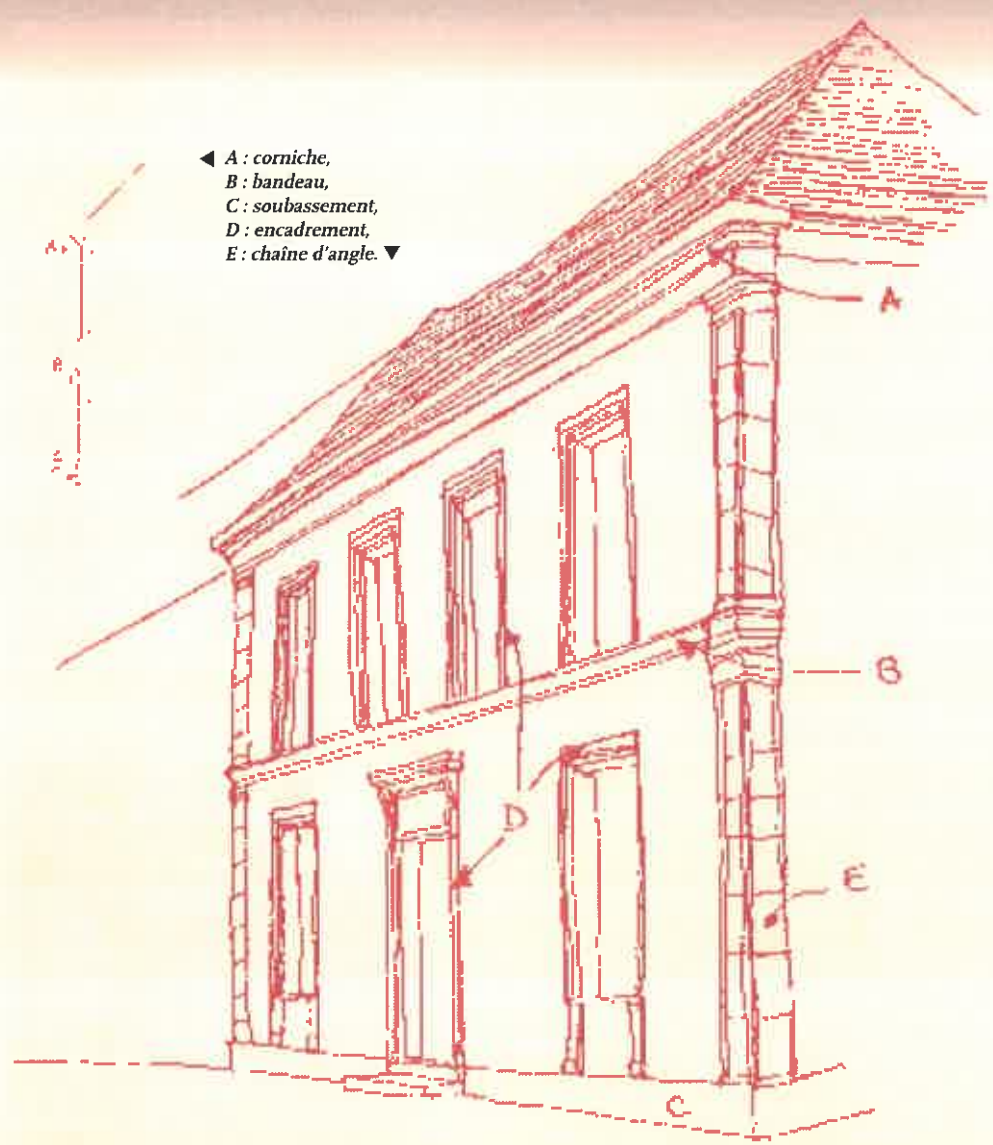 ◄ A : corniche,
B : bandeau,
C : soubassement,
D : encadrement,
E : chaîne d'angle. ▼
A
A
B
B
D
E
C